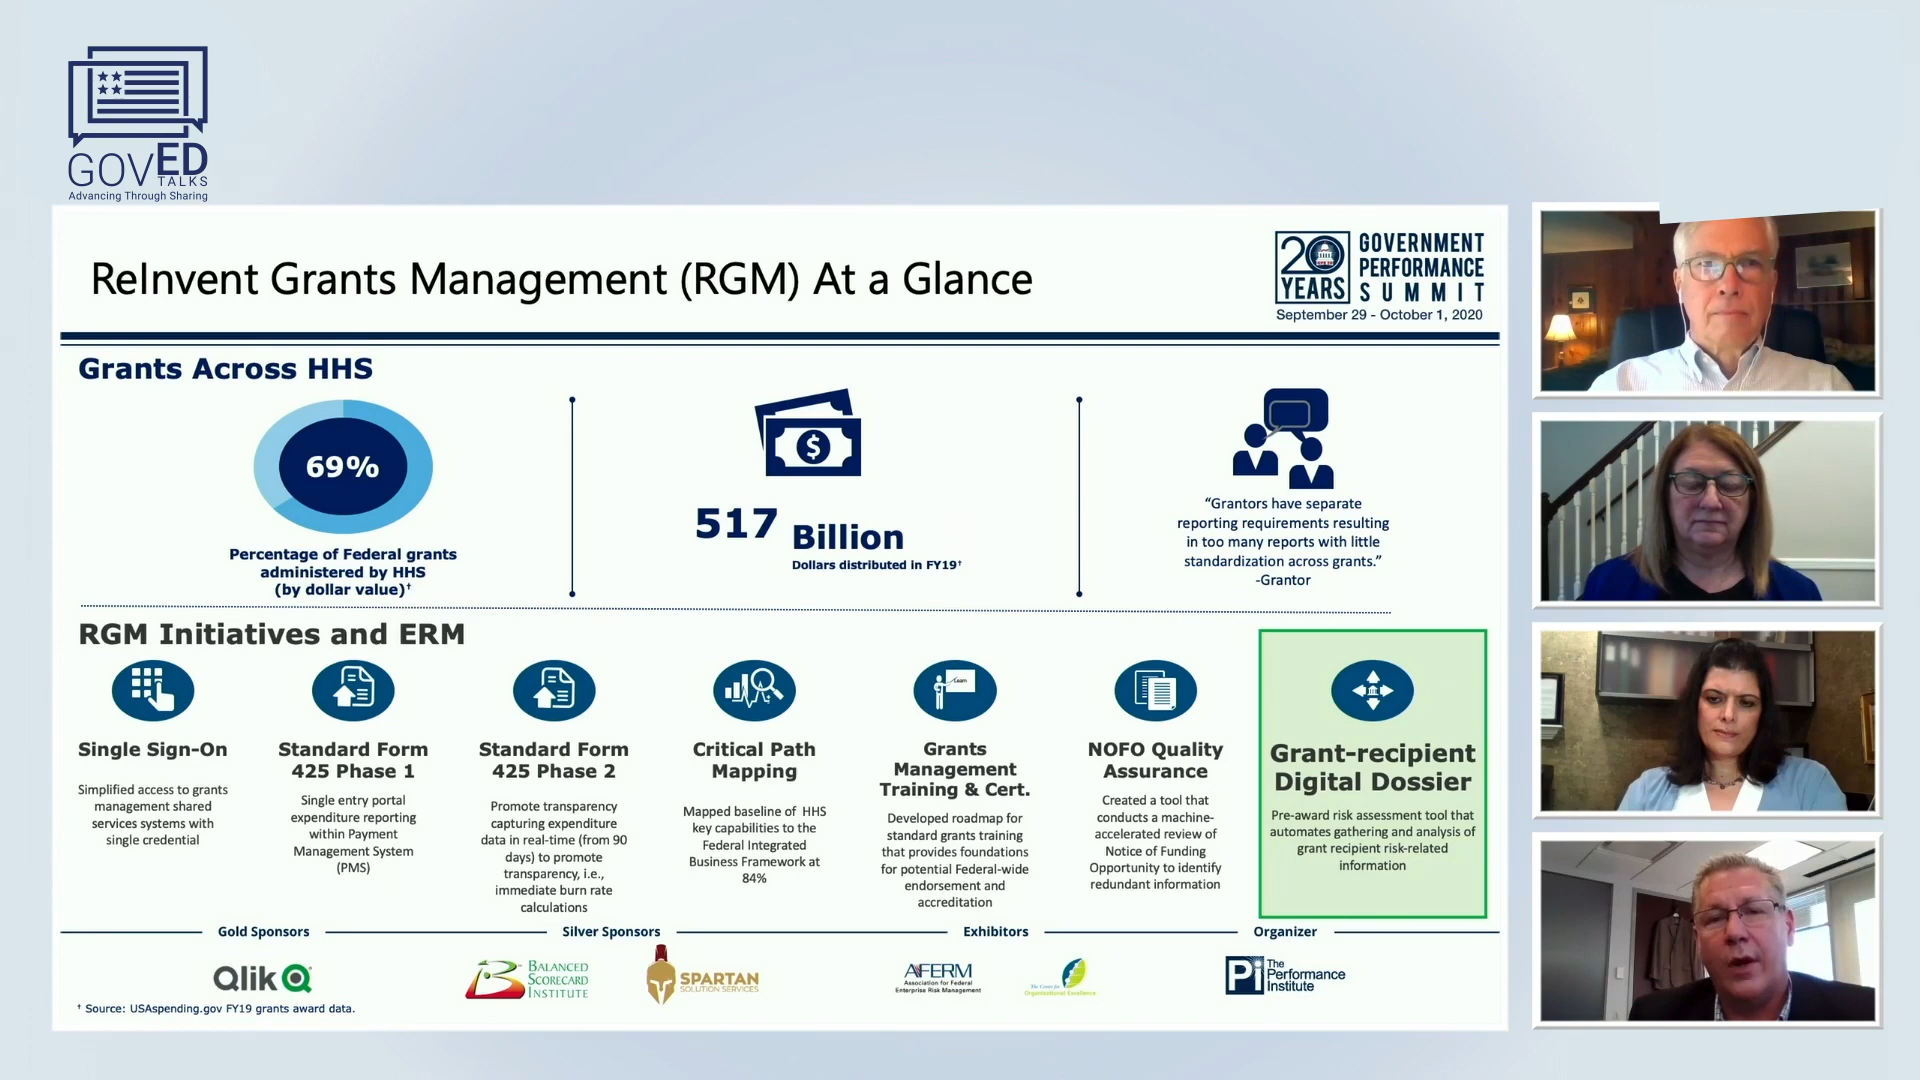 GOVED
TALKS
Advancing Through Sharing
ReInvent Grants Management (RGM) At a Glance
20
YEARS
GOVERNMENT
PERFORMANCE
SUMMIT
September 29 - October 1, 2020
Grants Across HHS
69%
Percentage of Federal grants
administered by HHS
(by dollar value)†
517 Billion
Dollars distributed in FY19†
“Grantors have separate
reporting requirements resulting
in too many reports with little
standardization across grants.”
-Grantor
RGM Initiatives and ERM
Single Sign-On
Simplified access to grants
management shared
services systems with
single credential
Standard Form
425 Phase 1
Single entry portal
expenditure reporting
within Payment
Management System
(PMS)
Standard Form
425 Phase 2
Promote transparency
capturing expenditure
data in real-time (from 90
days) to promote
transparency, i.e.,
immediate burn rate
calculations
Critical Path
Mapping
Mapped baseline of HHS
key capabilities to the
Federal Integrated
Business Framework at
84%
Learn
Grants
Management
Training & Cert.
Developed roadmap for
standard grants training
that provides foundations
for potential Federal-wide
endorsement and
accreditation
NOFO Quality
Assurance
Created a tool that
conducts a machine-
accelerated review of
Notice of Funding
Opportunity to identify
redundant information
Grant-recipient
Digital Dossier
Pre-award risk assessment tool that
automates gathering and analysis of
grant recipient risk-related
information
Gold Sponsors
Silver Sponsors
Exhibitors
Organizer
Qlik
BALANCED
SCORECARD
INSTITUTE
SPARTAN
SOLUTION SERVICES
AFERM
Association for Federal
Enterprise Risk Management
The Center for
Organizational Excellence
Pi
The
Performance
Institute
† Source: USAspending.gov FY19 grants award data.